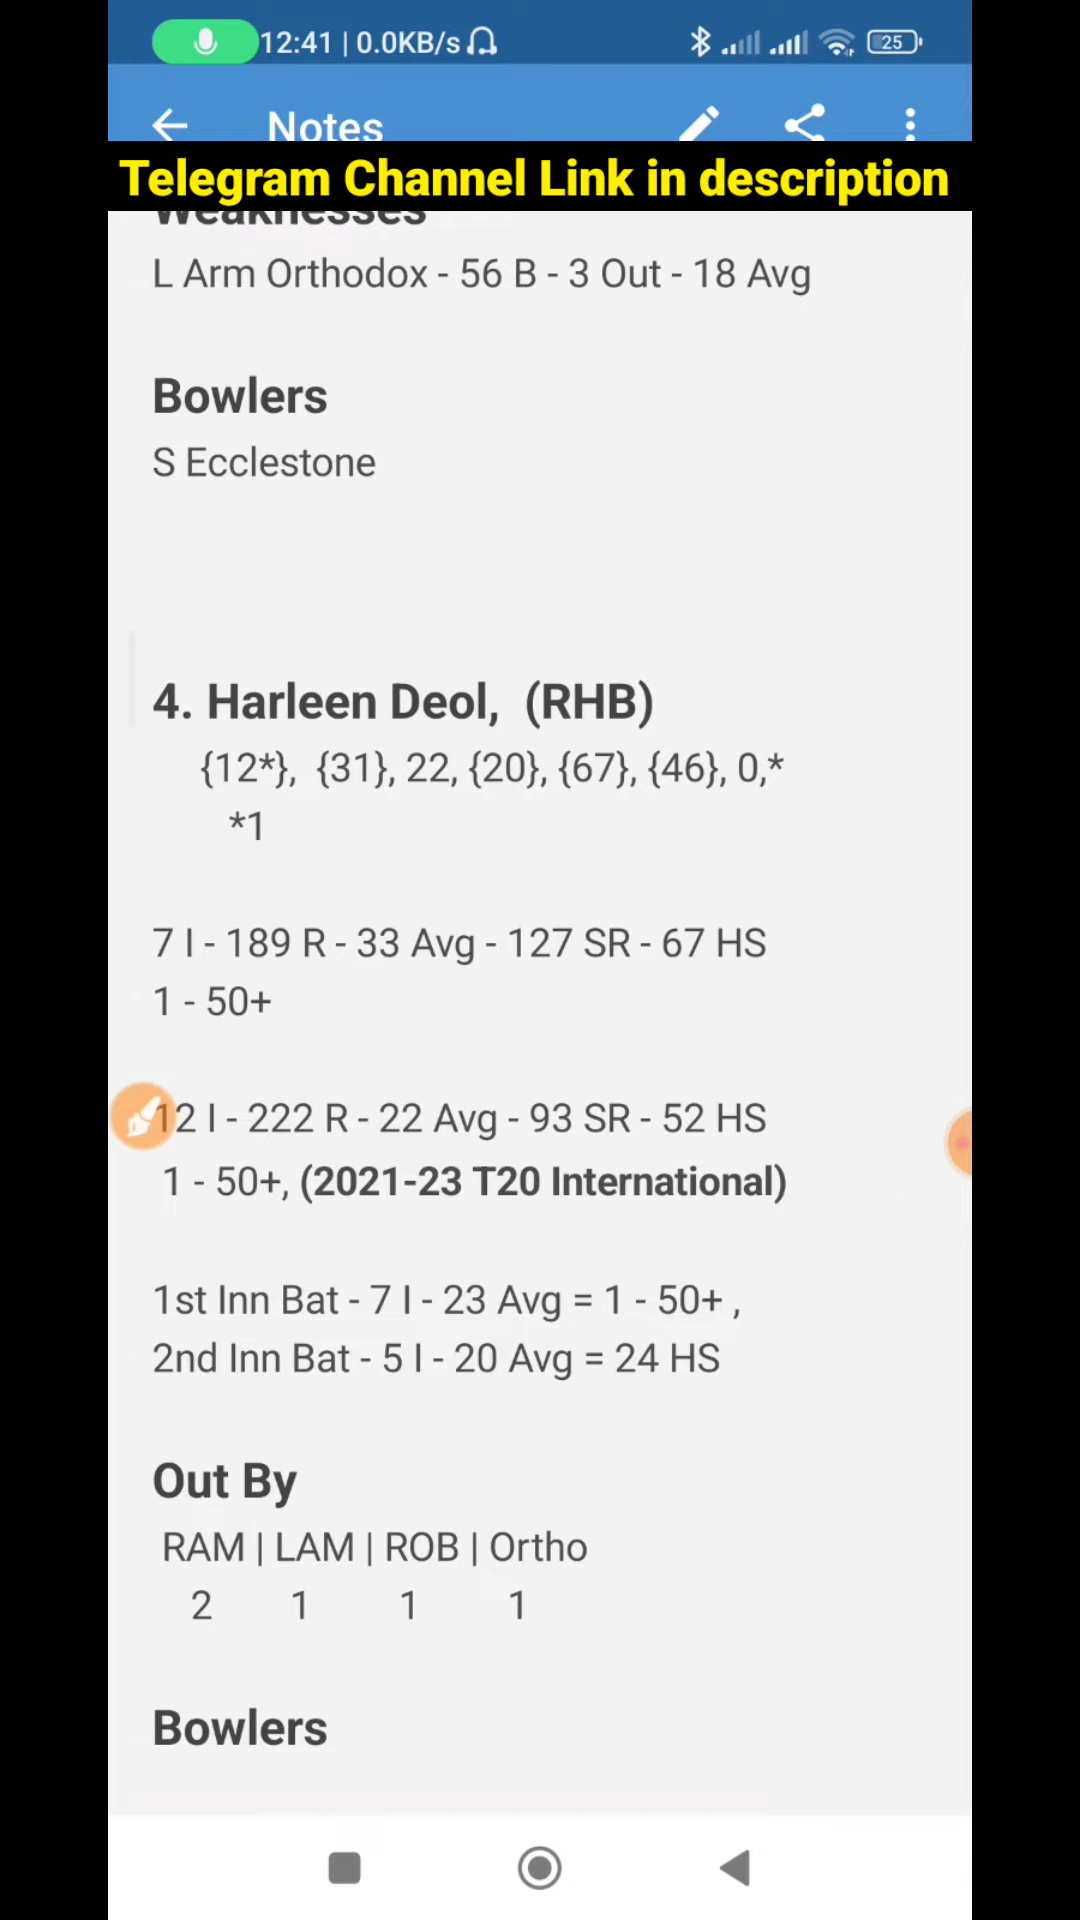 12:41 | 0.0KB/s
25
Notes
Telegram Channel Link in description
Weaknesses
L Arm Orthodox - 56 B - 3 Out - 18 Avg
Bowlers
S Ecclestone
4. Harleen Deol, (RHB)
{12*}, {31}, 22, {20}, {67}, {46}, 0,*
*1
7 I - 189 R - 33 Avg - 127 SR - 67 HS
1 - 50+
12 I - 222 R - 22 Avg - 93 SR - 52 HS
1 - 50+, (2021-23 T20 International)
1st Inn Bat - 7 I - 23 Avg = 1 - 50+ ,
2nd Inn Bat - 5 I - 20 Avg = 24 HS
Out By
RAM | LAM | ROB | Ortho
2 1 1 1
Bowlers